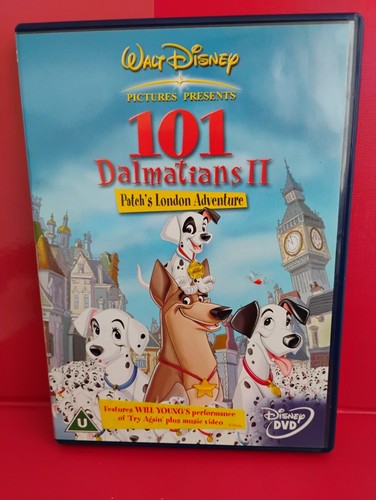 WALT DISNEY
PICTURES PRESENTS
101
Dalmatians II
Patch's London Adventure
Features WILL YOUNG'S performance
of 'Try Again' plus music video
U
DISNEY
DVD